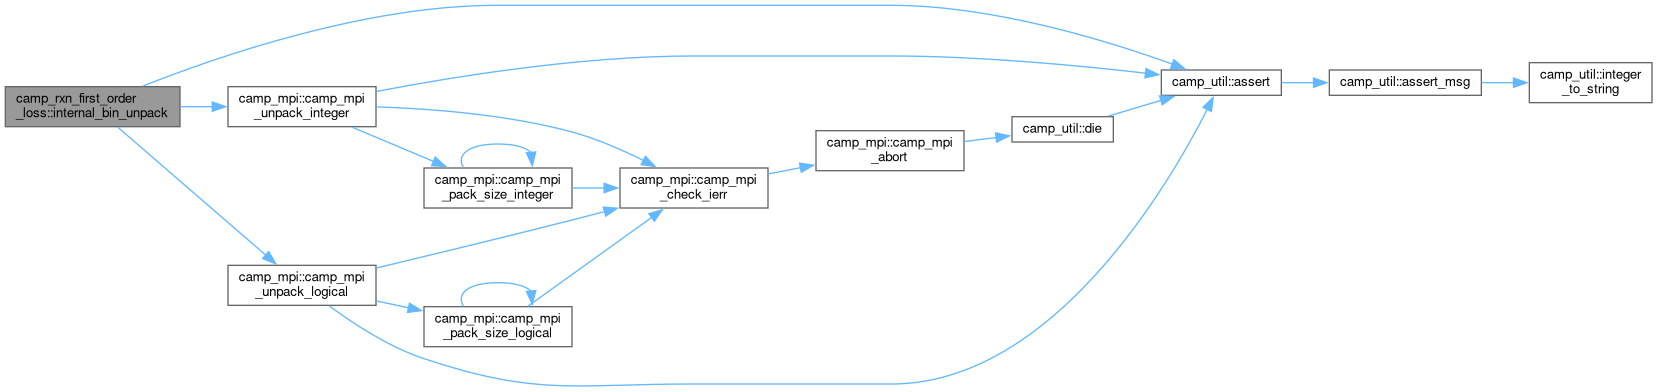 camp_rxn_first_order
_loss::internal_bin_unpack
camp_mpi::camp_mpi
_unpack_integer
camp_mpi::camp_mpi
_pack_size_integer
camp_mpi::camp_mpi
_unpack_logical
camp_mpi::camp_mpi
_pack_size_logical
camp_mpi::camp_mpi
_check_ierr
camp_mpi::camp_mpi
_abort
camp_util::die
camp_util::assert
camp_util::assert_msg
camp_util::integer
_to_string